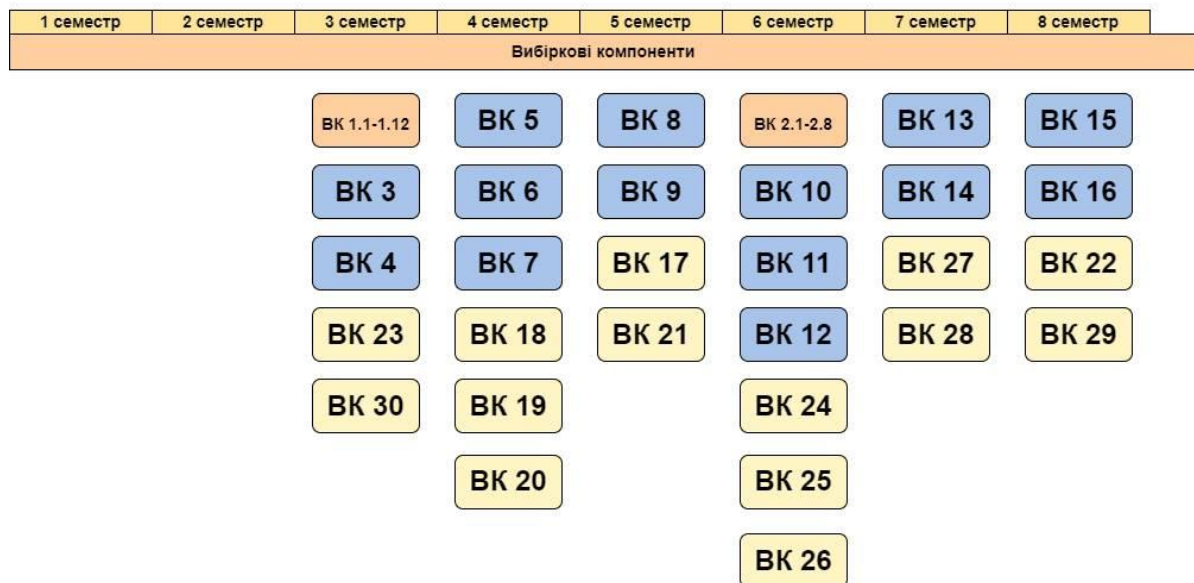 1 семестр 2 семестр 3 семестр 4 семестр 5 семестр 6 семестр 7 семестр 8 семестр
Вибіркові компоненти
ВК 1.1-1.12 ВК 5 ВК 8 ВК 2.1-2.8 ВК 13 ВК 15
ВК 3 ВК 6 ВК 9 ВК 10 ВК 14 ВК 16
ВК 4 ВК 7 ВК 17 ВК 11 ВК 27 ВК 22
ВК 23 ВК 18 ВК 21 ВК 12 ВК 28 ВК 29
ВК 30 ВК 19 ВК 24
ВК 20 ВК 25
ВК 26